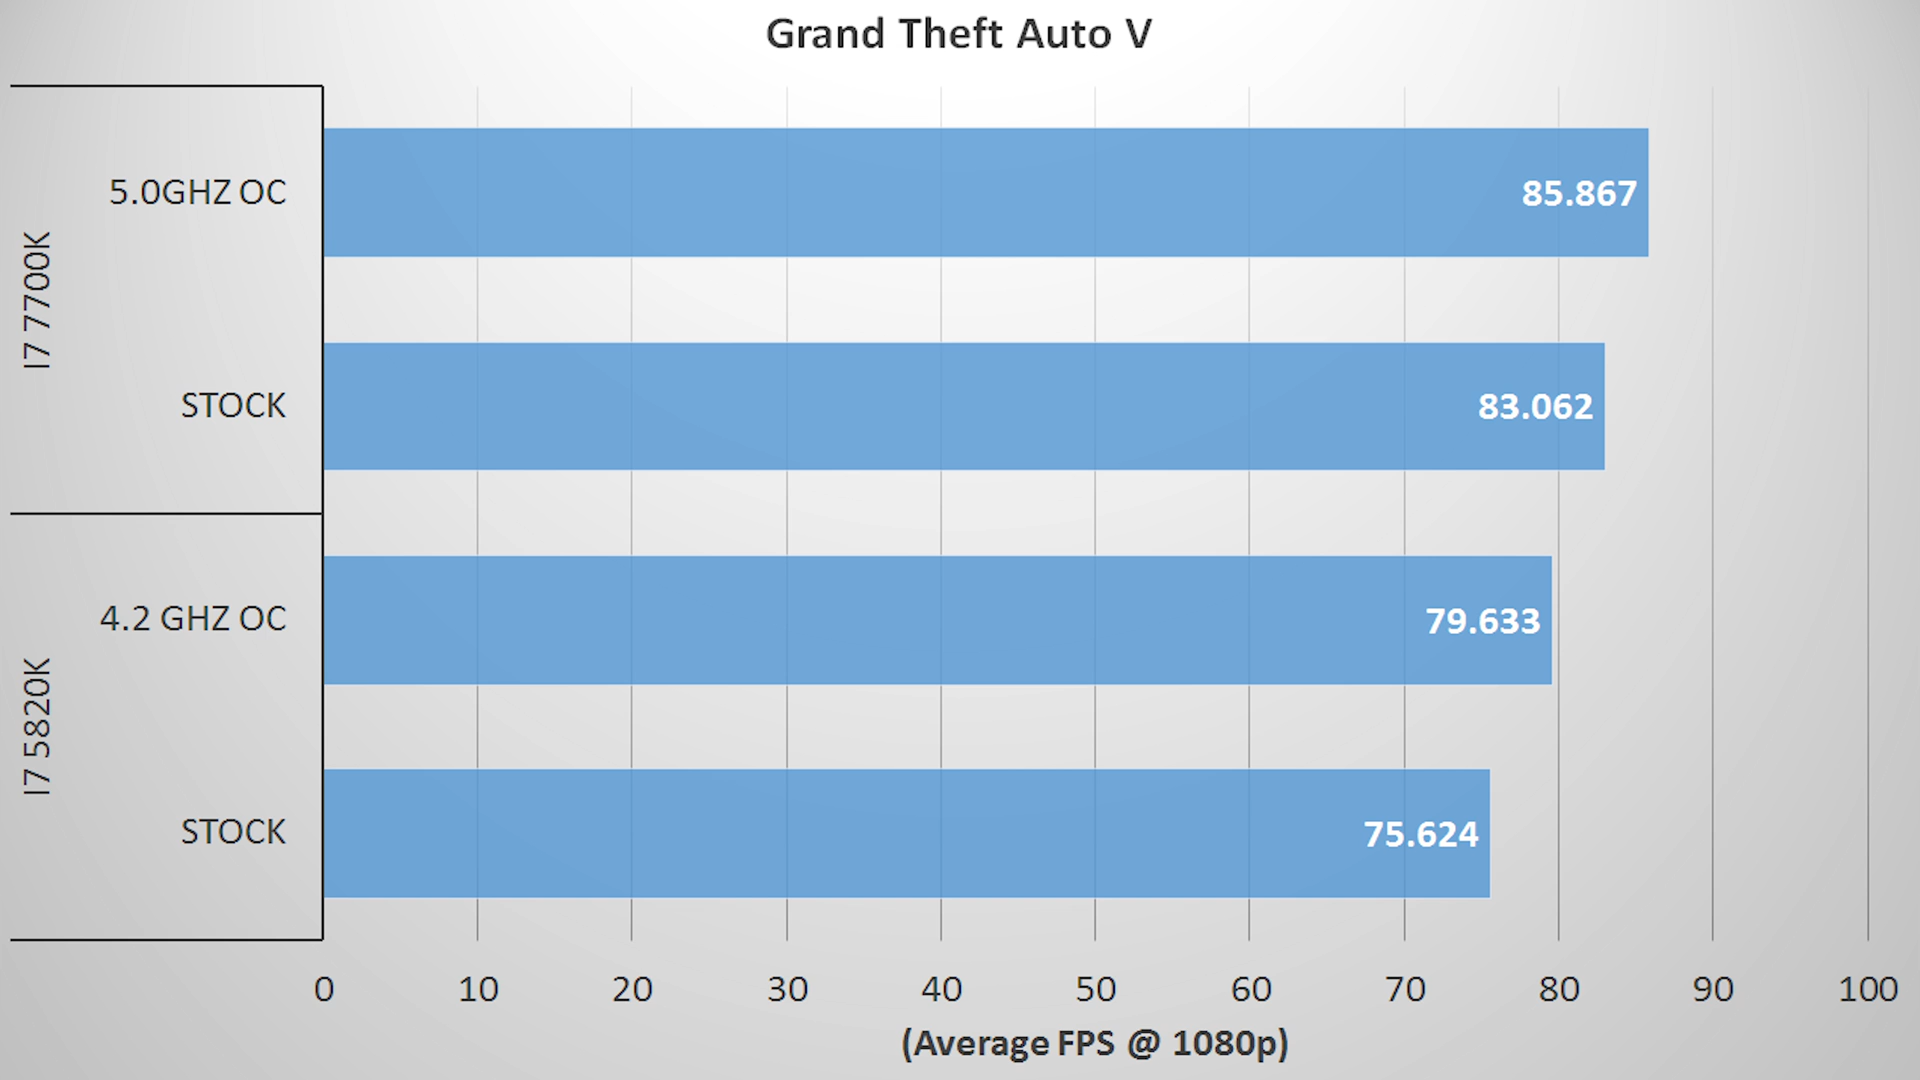 Grand Theft Auto V
I7 7700K
5.0GHZ OC
85.867
STOCK
83.062
I7 5820K
4.2 GHZ OC
79.633
STOCK
75.624
0 10 20 30 40 50 60 70 80 90 100
(Average FPS @ 1080p)